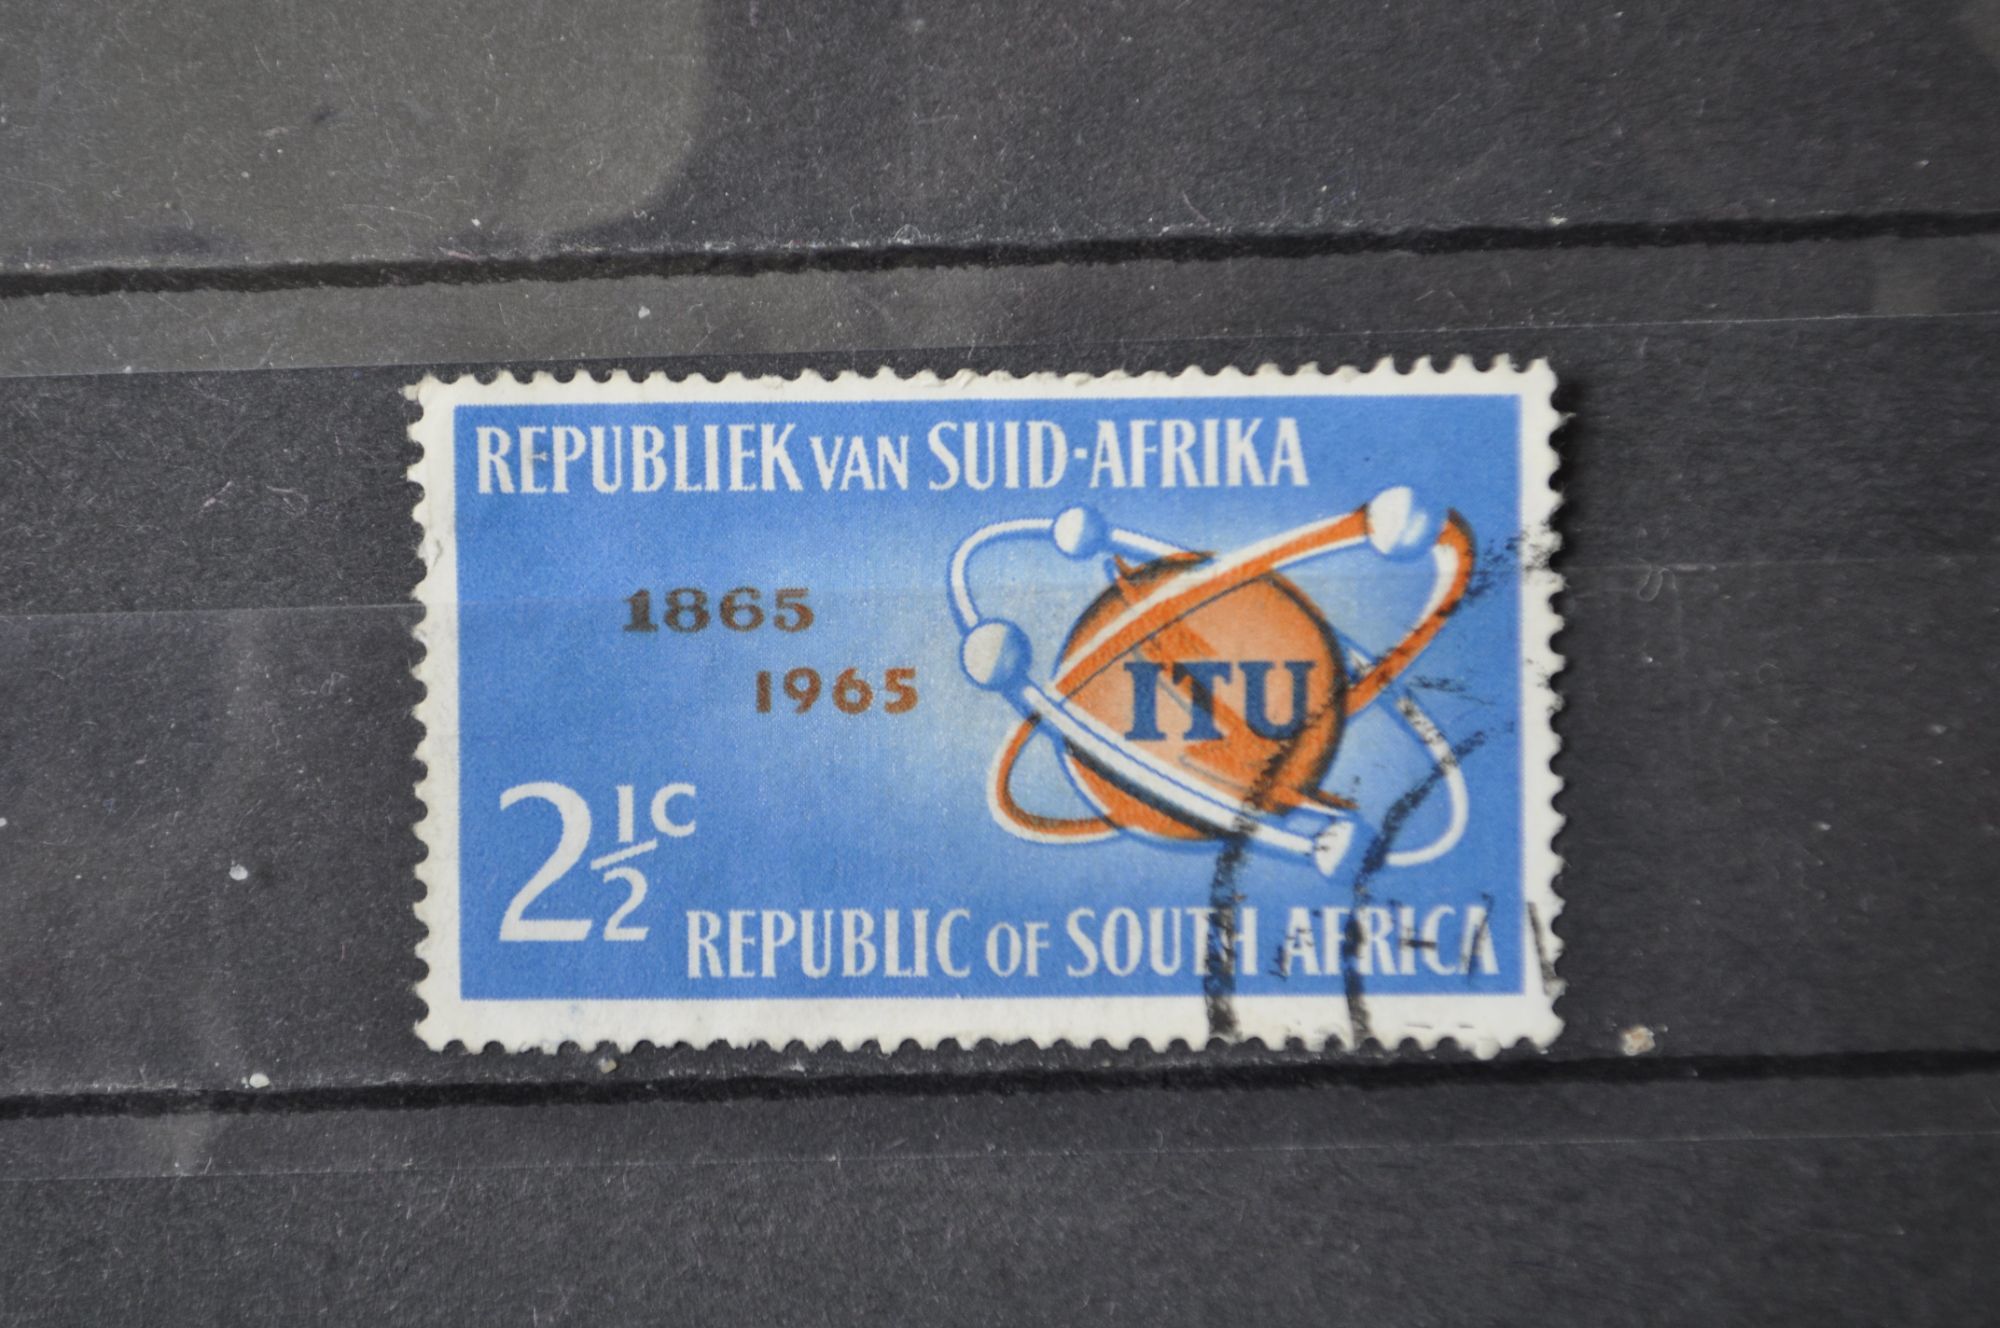 REPUBLIEK VAN SUID-AFRIKA
1865
1965
ITU
2½c
REPUBLIC OF SOUTH AFRICA